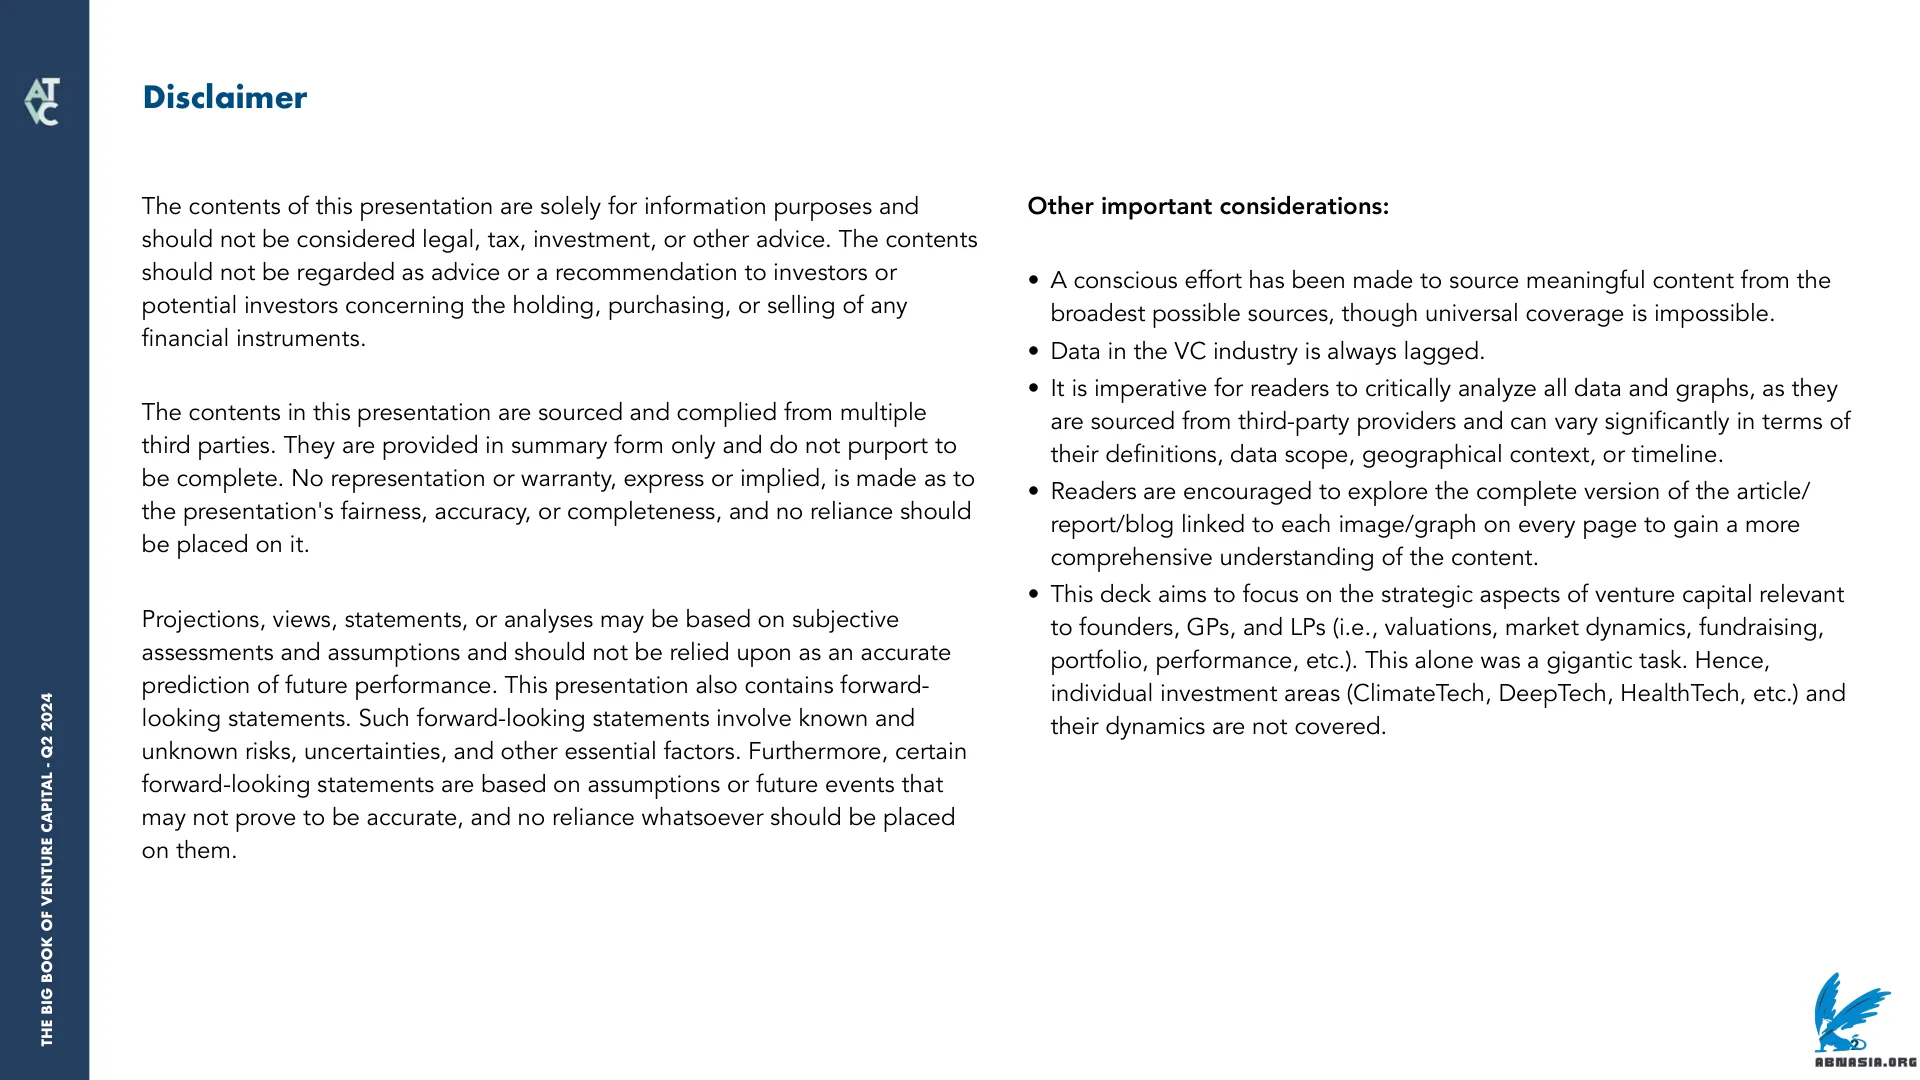 AT
VC
THE BIG BOOK OF VENTURE CAPITAL - Q2 2024
Disclaimer
The contents of this presentation are solely for information purposes and
should not be considered legal, tax, investment, or other advice. The contents
should not be regarded as advice or a recommendation to investors or
potential investors concerning the holding, purchasing, or selling of any
financial instruments.
The contents in this presentation are sourced and complied from multiple
third parties. They are provided in summary form only and do not purport to
be complete. No representation or warranty, express or implied, is made as to
the presentation's fairness, accuracy, or completeness, and no reliance should
be placed on it.
Projections, views, statements, or analyses may be based on subjective
assessments and assumptions and should not be relied upon as an accurate
prediction of future performance. This presentation also contains forward-
looking statements. Such forward-looking statements involve known and
unknown risks, uncertainties, and other essential factors. Furthermore, certain
forward-looking statements are based on assumptions or future events that
may not prove to be accurate, and no reliance whatsoever should be placed
on them.
Other important considerations:
• A conscious effort has been made to source meaningful content from the
broadest possible sources, though universal coverage is impossible.
• Data in the VC industry is always lagged.
• It is imperative for readers to critically analyze all data and graphs, as they
are sourced from third-party providers and can vary significantly in terms of
their definitions, data scope, geographical context, or timeline.
• Readers are encouraged to explore the complete version of the article/
report/blog linked to each image/graph on every page to gain a more
comprehensive understanding of the content.
• This deck aims to focus on the strategic aspects of venture capital relevant
to founders, GPs, and LPs (i.e., valuations, market dynamics, fundraising,
portfolio, performance, etc.). This alone was a gigantic task. Hence,
individual investment areas (ClimateTech, DeepTech, HealthTech, etc.) and
their dynamics are not covered.
2
ABNASIA.ORG